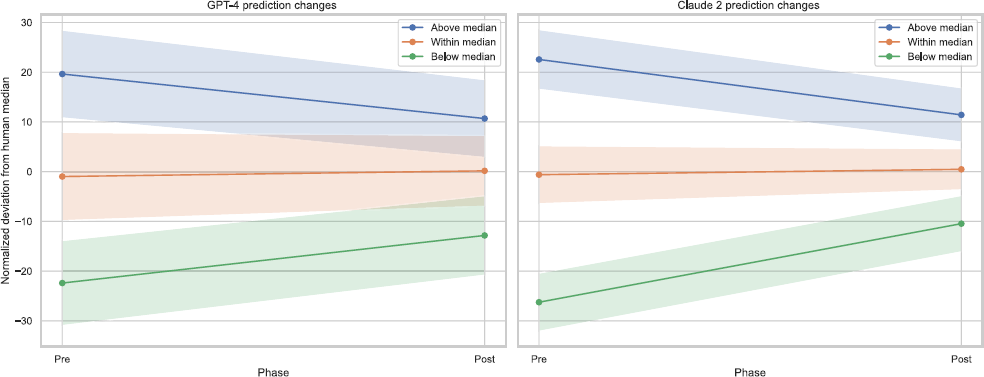 GPT-4 prediction changes
Normalized deviation from human median
30
20
10
0
−10
−20
−30
Above median
Within median
Below median
Pre
Post
Phase
Claude 2 prediction changes
Above median
Within median
Below median
Pre
Post
Phase